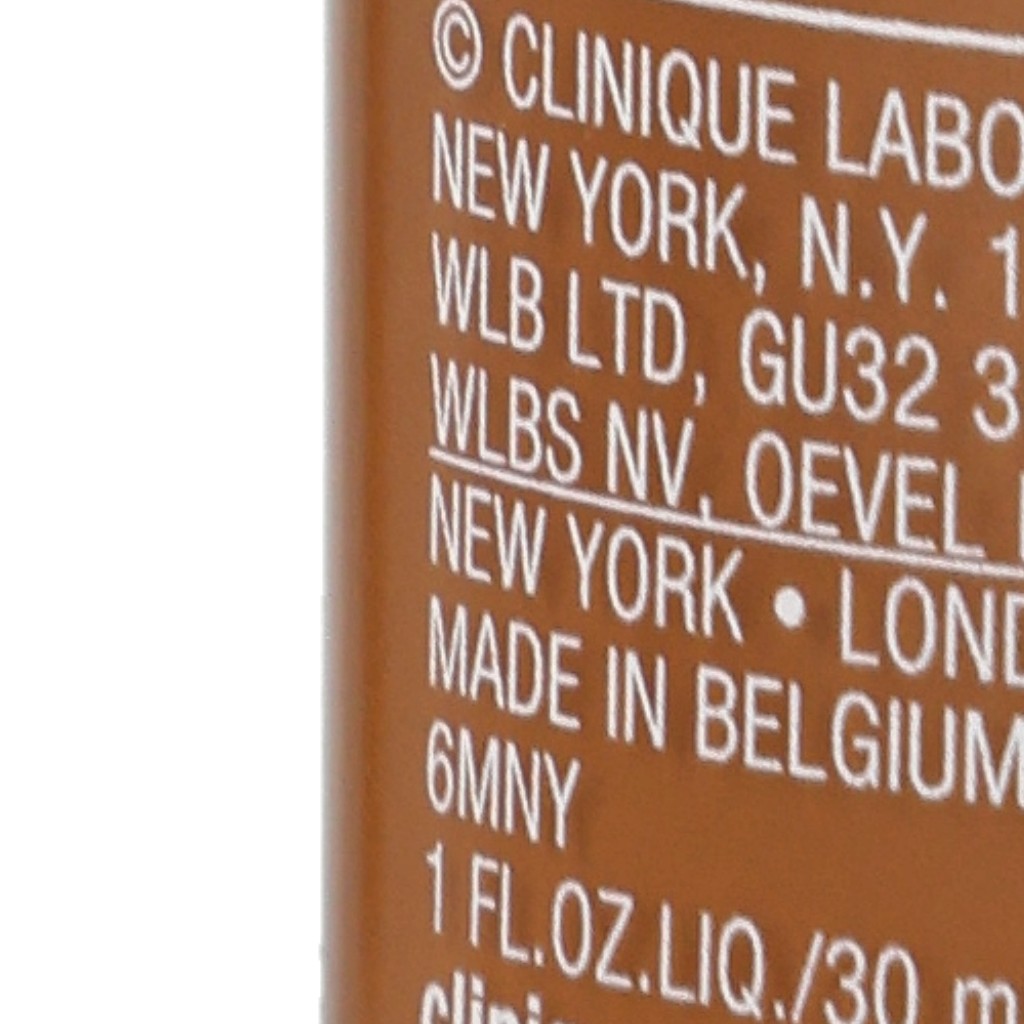 © CLINIQUE LABO
NEW YORK, N.Y. 1
WLB LTD, GU32 3
WLBS NV, OEVEL
NEW YORK • LOND
MADE IN BELGIUM
6MNY
1 FL.OZ.LIQ./30 m
cliniq